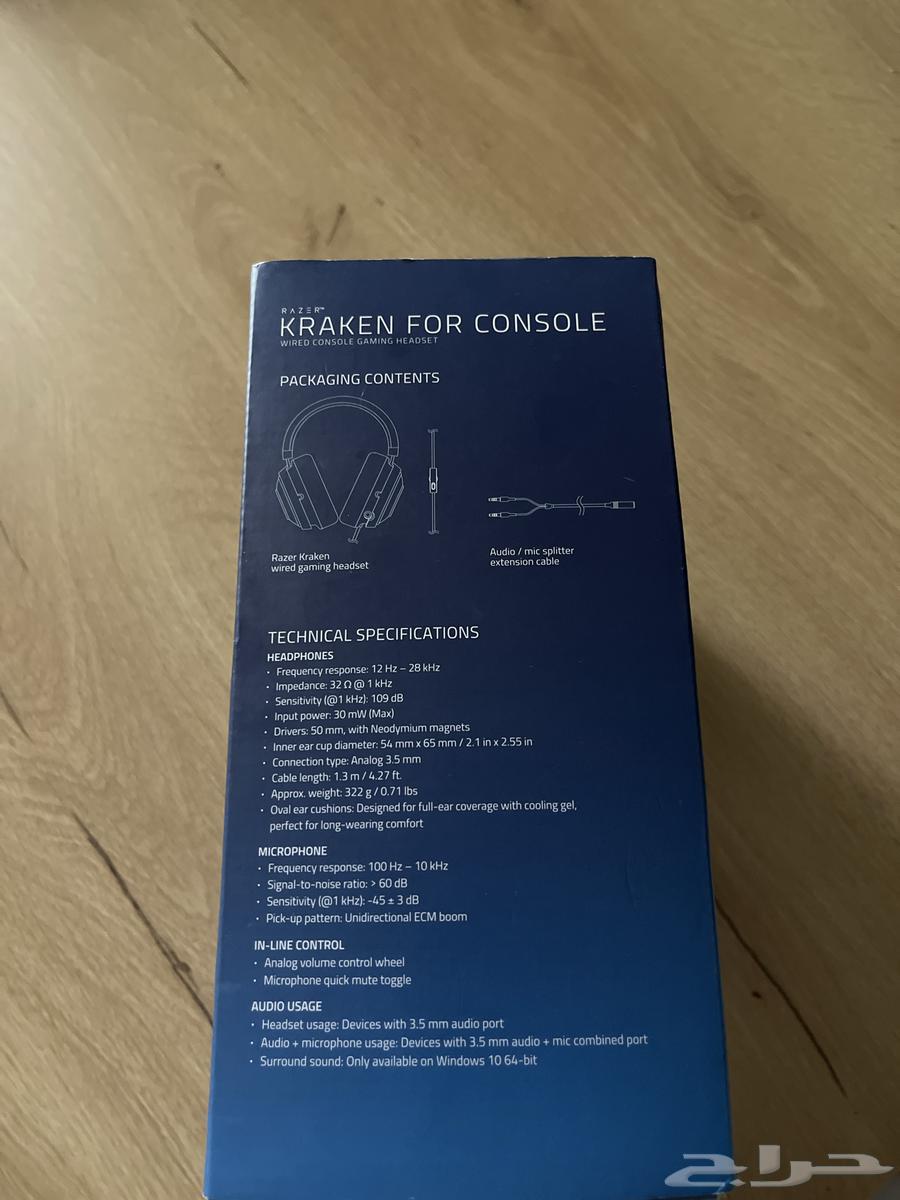 RAZER™
KRAKEN FOR CONSOLE
WIRED CONSOLE GAMING HEADSET
PACKAGING CONTENTS
Razer Kraken
wired gaming headset
Audio / mic splitter
extension cable
TECHNICAL SPECIFICATIONS
HEADPHONES
• Frequency response: 12 Hz – 28 kHz
• Impedance: 32 Ω @ 1 kHz
• Sensitivity (@1 kHz): 109 dB
• Input power: 30 mW (Max)
• Drivers: 50 mm, with Neodymium magnets
• Inner ear cup diameter: 54 mm x 65 mm / 2.1 in x 2.55 in
• Connection type: Analog 3.5 mm
• Cable length: 1.3 m / 4.27 ft.
• Approx. weight: 322 g / 0.71 lbs
• Oval ear cushions: Designed for full-ear coverage with cooling gel,
perfect for long-wearing comfort
MICROPHONE
• Frequency response: 100 Hz – 10 kHz
• Signal-to-noise ratio: > 60 dB
• Sensitivity (@1 kHz): -45 ± 3 dB
• Pick-up pattern: Unidirectional ECM boom
IN-LINE CONTROL
• Analog volume control wheel
• Microphone quick mute toggle
AUDIO USAGE
• Headset usage: Devices with 3.5 mm audio port
• Audio + microphone usage: Devices with 3.5 mm audio + mic combined port
• Surround sound: Only available on Windows 10 64-bit
حراج